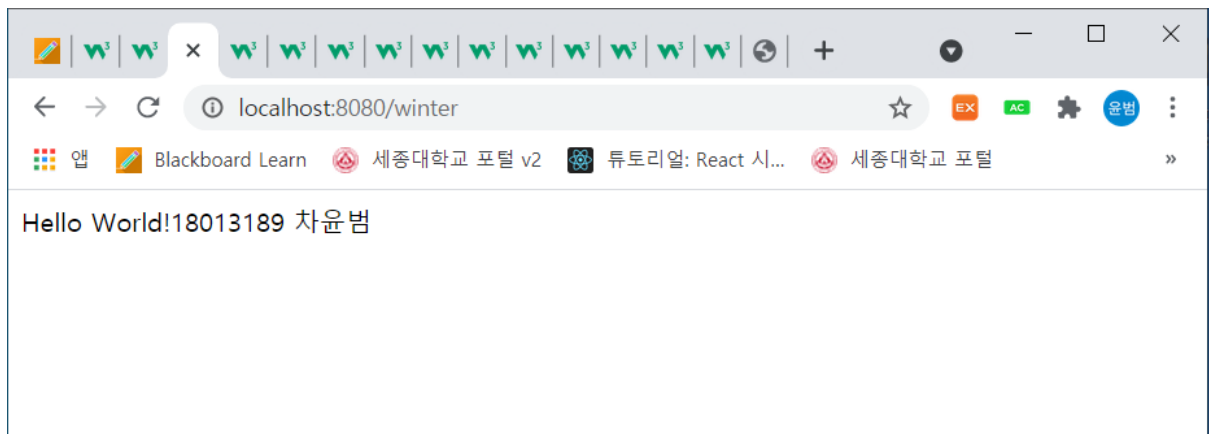 localhost:8080/winter
EX
AC
윤범
앱 Blackboard Learn 세종대학교 포털 v2 튜토리얼: React 시... 세종대학교 포털 »
Hello World!18013189 차윤범